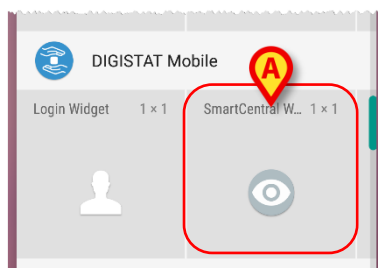 DIGISTAT Mobile
A
Login Widget 1 × 1 SmartCentral W... 1 × 1